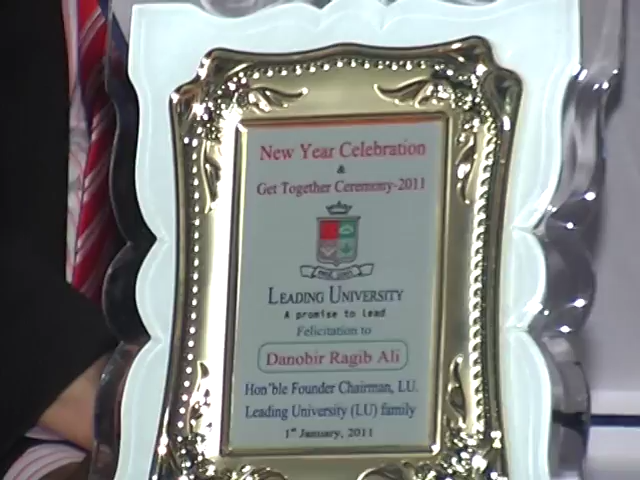 New Year Celebration
&
Get Together Ceremony-2011
LEADING UNIVERSITY
A promise to lead
Felicitation to
Danobir Ragib Ali
Hon'ble Founder Chairman, LU.
Leading University (LU) family
1st January, 2011